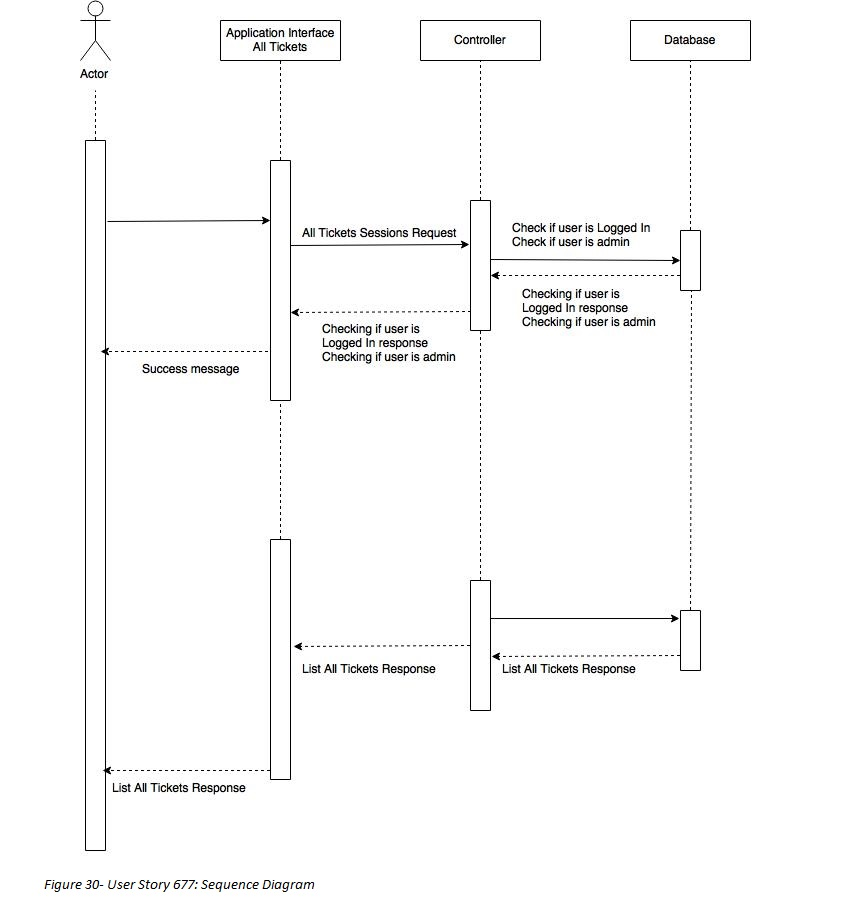 Application Interface
All Tickets
Controller
Database
Actor
All Tickets Sessions Request
Check if user is Logged In
Check if user is admin
Checking if user is
Logged In response
Checking if user is admin
Checking if user is
Logged In response
Checking if user is admin
Success message
List All Tickets Response
List All Tickets Response
List All Tickets Response
Figure 30- User Story 677: Sequence Diagram